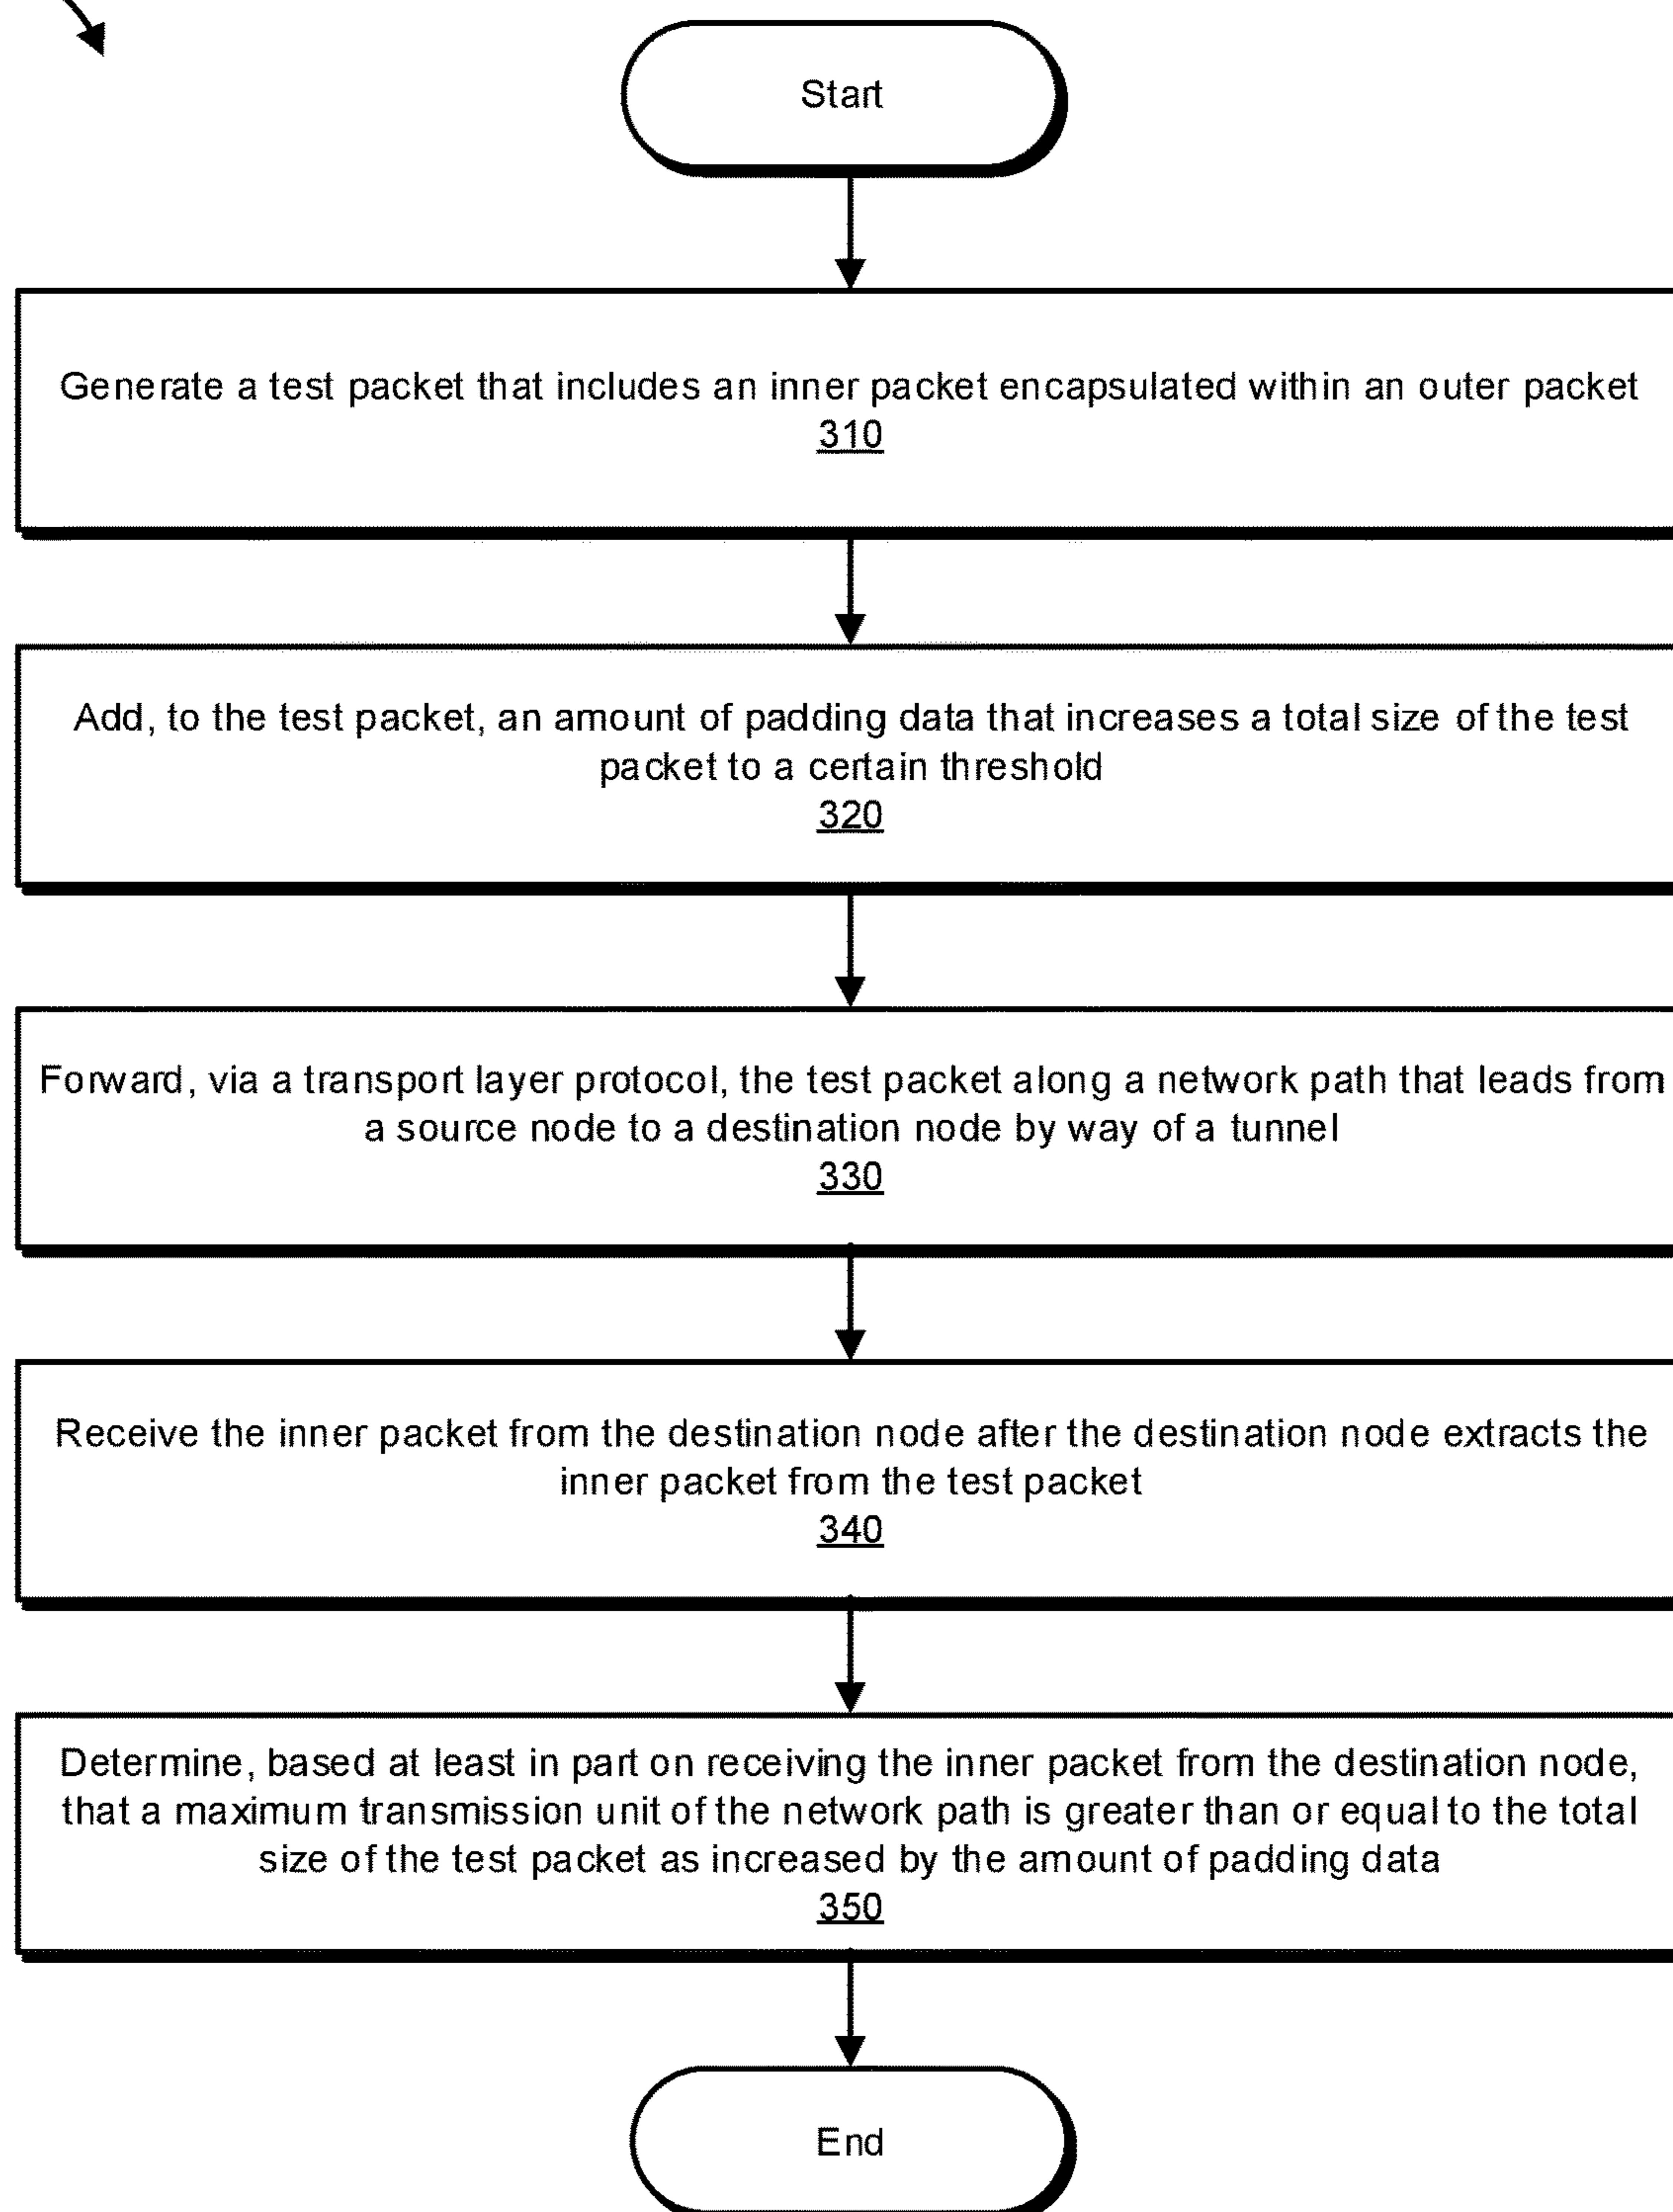 Start
Generate a test packet that includes an inner packet encapsulated within an outer packet
310
Add, to the test packet, an amount of padding data that increases a total size of the test
packet to a certain threshold
320
Forward, via a transport layer protocol, the test packet along a network path that leads from
a source node to a destination node by way of a tunnel
330
Receive the inner packet from the destination node after the destination node extracts the
inner packet from the test packet
340
Determine, based at least in part on receiving the inner packet from the destination node,
that a maximum transmission unit of the network path is greater than or equal to the total
size of the test packet as increased by the amount of padding data
350
End